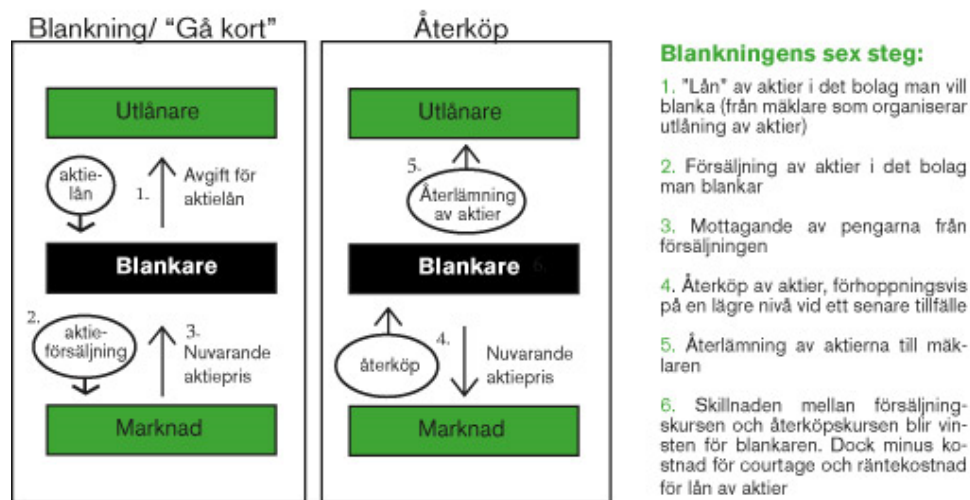 Blankning/ "Gå kort"
Utlånare
aktie-
lån
1.
Avgift för
aktielån
Blankare
2.
aktie-
försäljning
3.
Nuvarande
aktiepris
Marknad
Återköp
Utlånare
5.
Återlämning
av aktier
Blankare 6.
återköp
4.
Nuvarande
aktiepris
Marknad
Blankningens sex steg:
1. "Lån" av aktier i det bolag man vill
blanka (från mäklare som organiserar
utlåning av aktier)
2. Försäljning av aktier i det bolag
man blankar
3. Mottagande av pengarna från
försäljningen
4. Återköp av aktier, förhoppningsvis
på en lägre nivå vid ett senare tillfälle
5. Återlämning av aktierna till mäk-
laren
6. Skillnaden mellan försäljning-
skursen och återköpskursen blir vin-
sten för blankaren. Dock minus ko-
stnad för courtage och räntekostnad
för lån av aktier